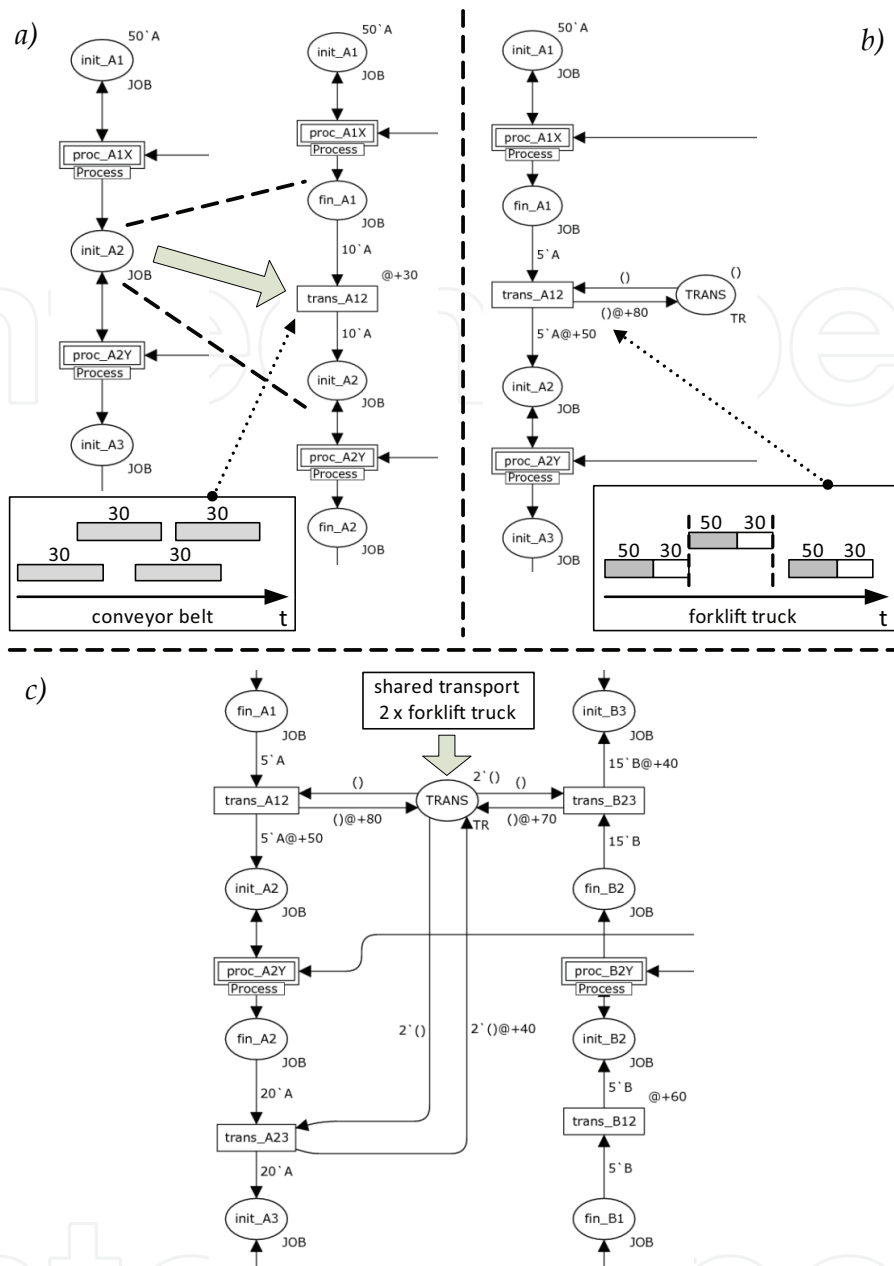 a)
50`A
init_A1
JOB
proc_A1X
Process
init_A2
JOB
proc_A2Y
Process
init_A3
JOB
50`A
init_A1
JOB
proc_A1X
Process
fin_A1
JOB
10`A
@+30
trans_A12
10`A
init_A2
JOB
proc_A2Y
Process
fin_A2
JOB
30 30
30 30
conveyor belt t
b)
50`A
init_A1
JOB
proc_A1X
Process
fin_A1
JOB
5`A
trans_A12
()
()@+80
TRANS
()
TR
5`A@+50
init_A2
JOB
proc_A2Y
Process
init_A3
JOB
50 30
50 30 50 30
forklift truck t
c)
shared transport
2 x forklift truck
fin_A1
JOB
5`A
trans_A12
()
()@+80
5`A@+50
init_A2
JOB
proc_A2Y
Process
fin_A2
JOB
20`A
trans_A23
20`A
init_A3
JOB
2`()
TRANS
TR
()
()@+70
2`()
2`()@+40
init_B3
JOB
15`B@+40
trans_B23
15`B
fin_B2
JOB
proc_B2Y
Process
init_B2
JOB
5`B
@+60
trans_B12
5`B
fin_B1
JOB